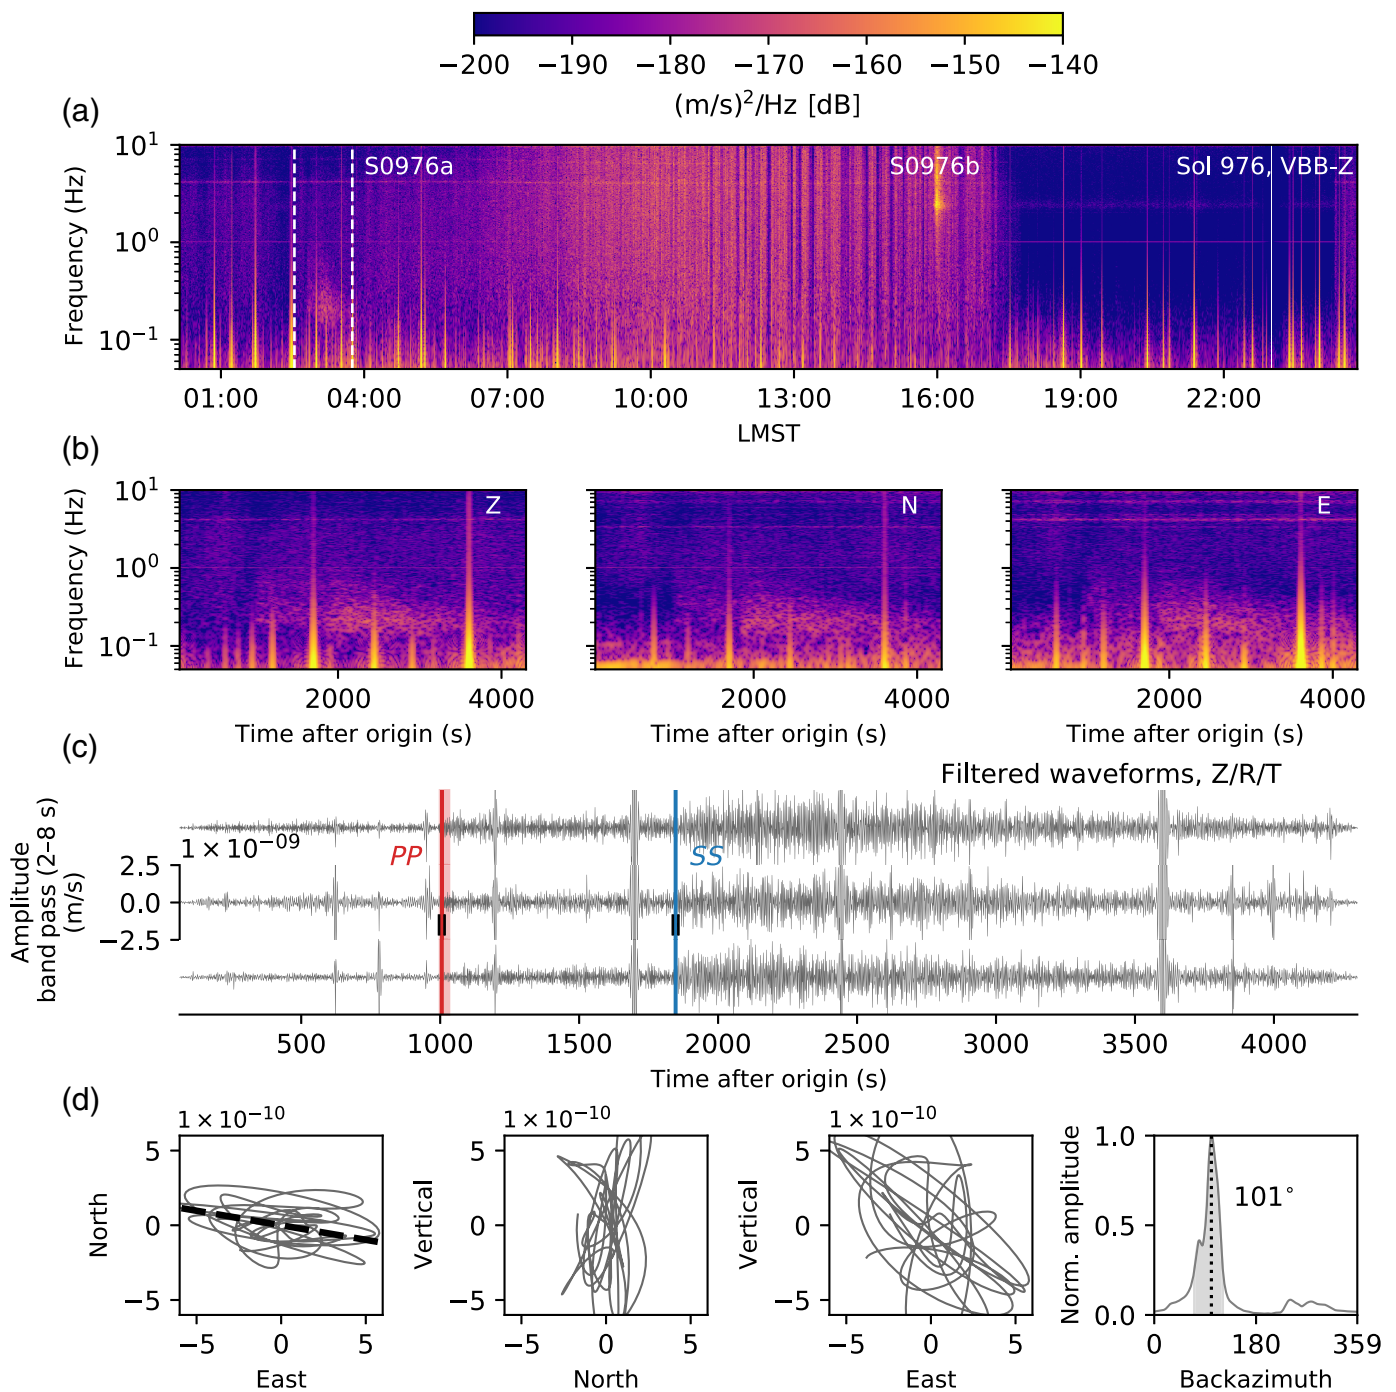 −200 −190 −180 −170 −160 −150 −140
(m/s)²/Hz [dB]
(a)
Frequency (Hz)
10¹
10⁰
10⁻¹
S0976a
S0976b
Sol 976, VBB-Z
01:00 04:00 07:00 10:00 13:00 16:00 19:00 22:00
LMST
(b)
Frequency (Hz)
10¹
10⁰
10⁻¹
Z
N
E
2000 4000
2000 4000
2000 4000
Time after origin (s)
Time after origin (s)
Time after origin (s)
(c)
Filtered waveforms, Z/R/T
Amplitude
band pass (2–8 s)
(m/s)
1 × 10⁻⁰⁹
2.5
0.0
−2.5
PP
SS
500 1000 1500 2000 2500 3000 3500 4000
Time after origin (s)
(d)
1 × 10⁻¹⁰
North
5
0
−5
−5 0 5
East
1 × 10⁻¹⁰
Vertical
5
0
−5
−5 0 5
North
1 × 10⁻¹⁰
Vertical
5
0
−5
−5 0 5
East
Norm. amplitude
1.0
0.5
0.0
101°
0 180 359
Backazimuth